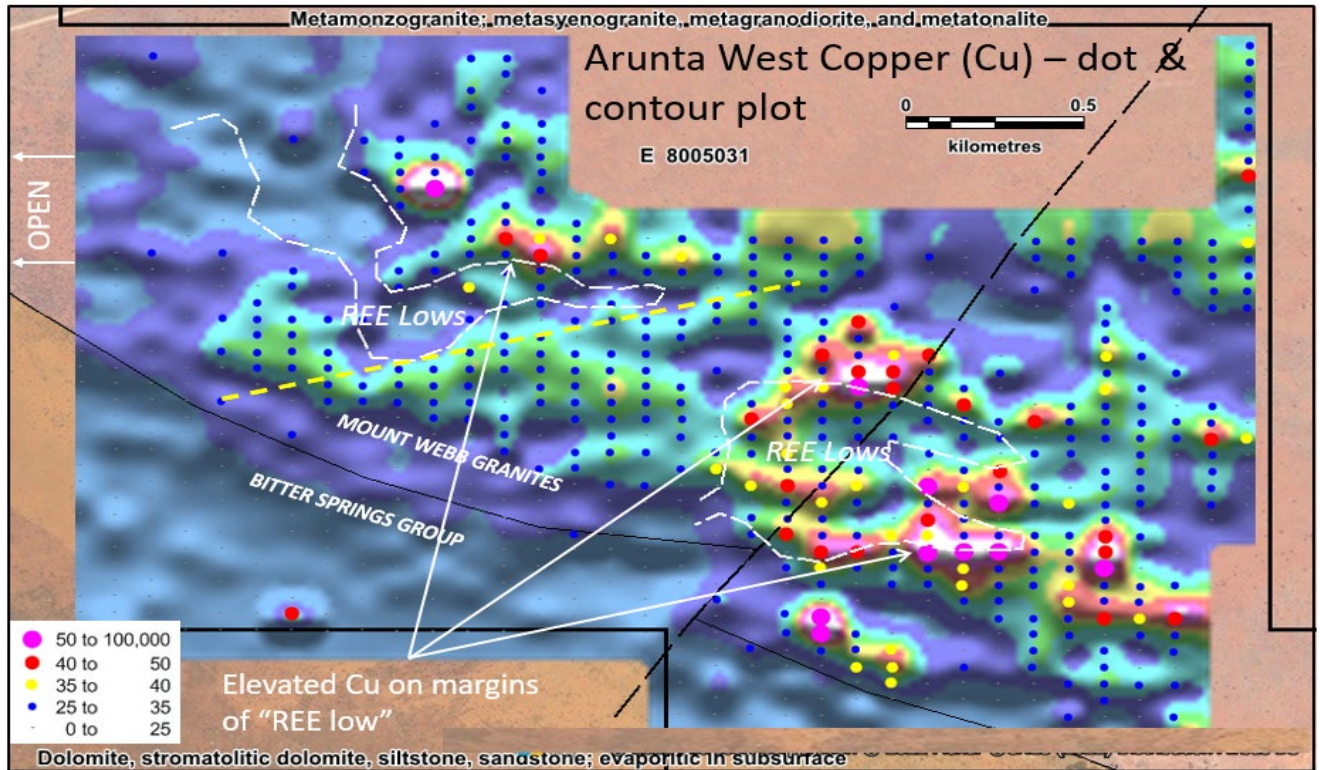 Metamonzogranite; metasyenogranite, metagranodiorite, and metatonalite
Arunta West Copper (Cu) – dot &
contour plot
0 0.5
kilometres
E 8005031
OPEN
REE Lows
REE Lows
MOUNT WEBB GRANITES
BITTER SPRINGS GROUP
50 to 100,000
40 to 50
35 to 40
25 to 35
0 to 25
Elevated Cu on margins
of “REE low”
Dolomite, stromatolitic dolomite, siltstone, sandstone; evaporitic in subsurface